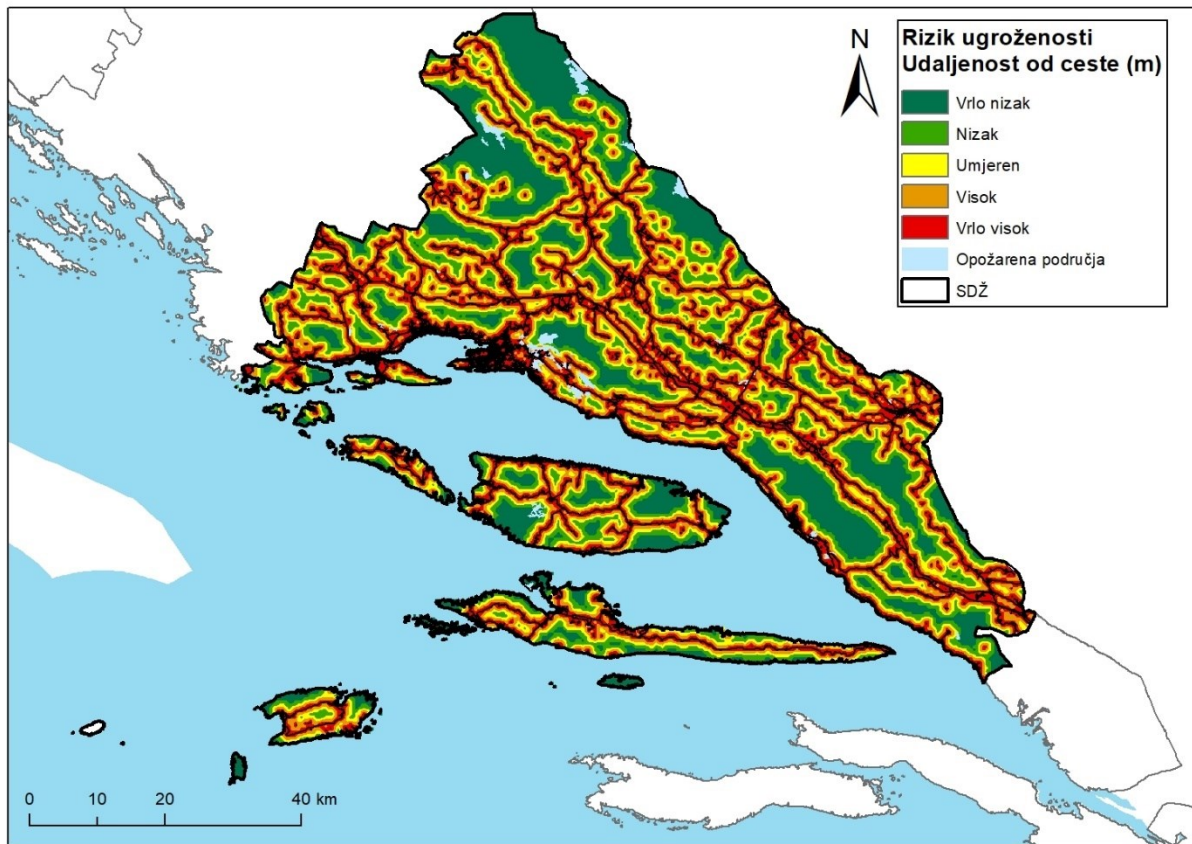 N
Rizik ugroženosti
Udaljenost od ceste (m)
Vrlo nizak
Nizak
Umjeren
Visok
Vrlo visok
Opožarena područja
SDŽ
0 10 20 40 km